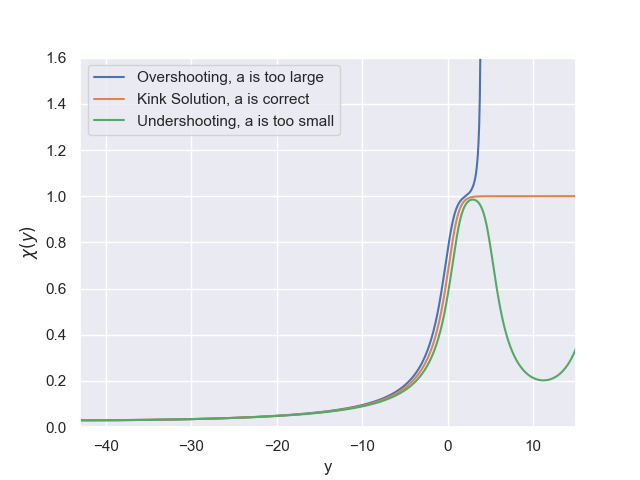 Overshooting, a is too large
Kink Solution, a is correct
Undershooting, a is too small
1.6
1.4
1.2
1.0
0.8
0.6
0.4
0.2
0.0
χ(y)
−40 −30 −20 −10 0 10
y